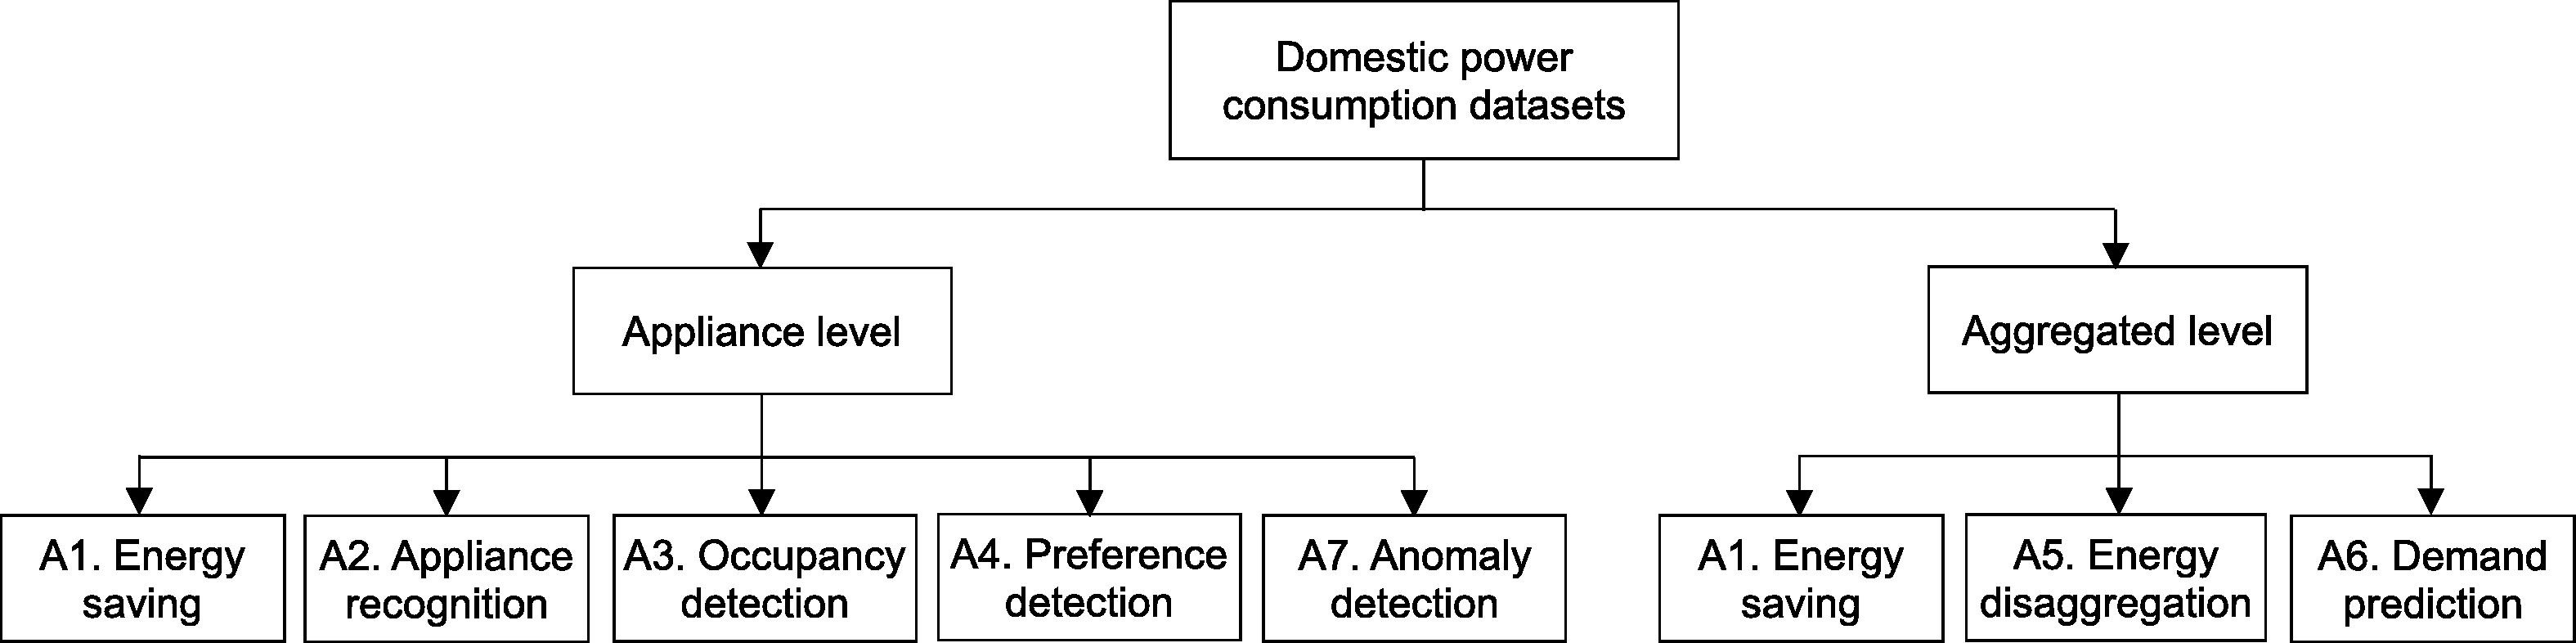 Domestic power
consumption datasets
Appliance level
Aggregated level
A1. Energy
saving
A2. Appliance
recognition
A3. Occupancy
detection
A4. Preference
detection
A7. Anomaly
detection
A1. Energy
saving
A5. Energy
disaggregation
A6. Demand
prediction